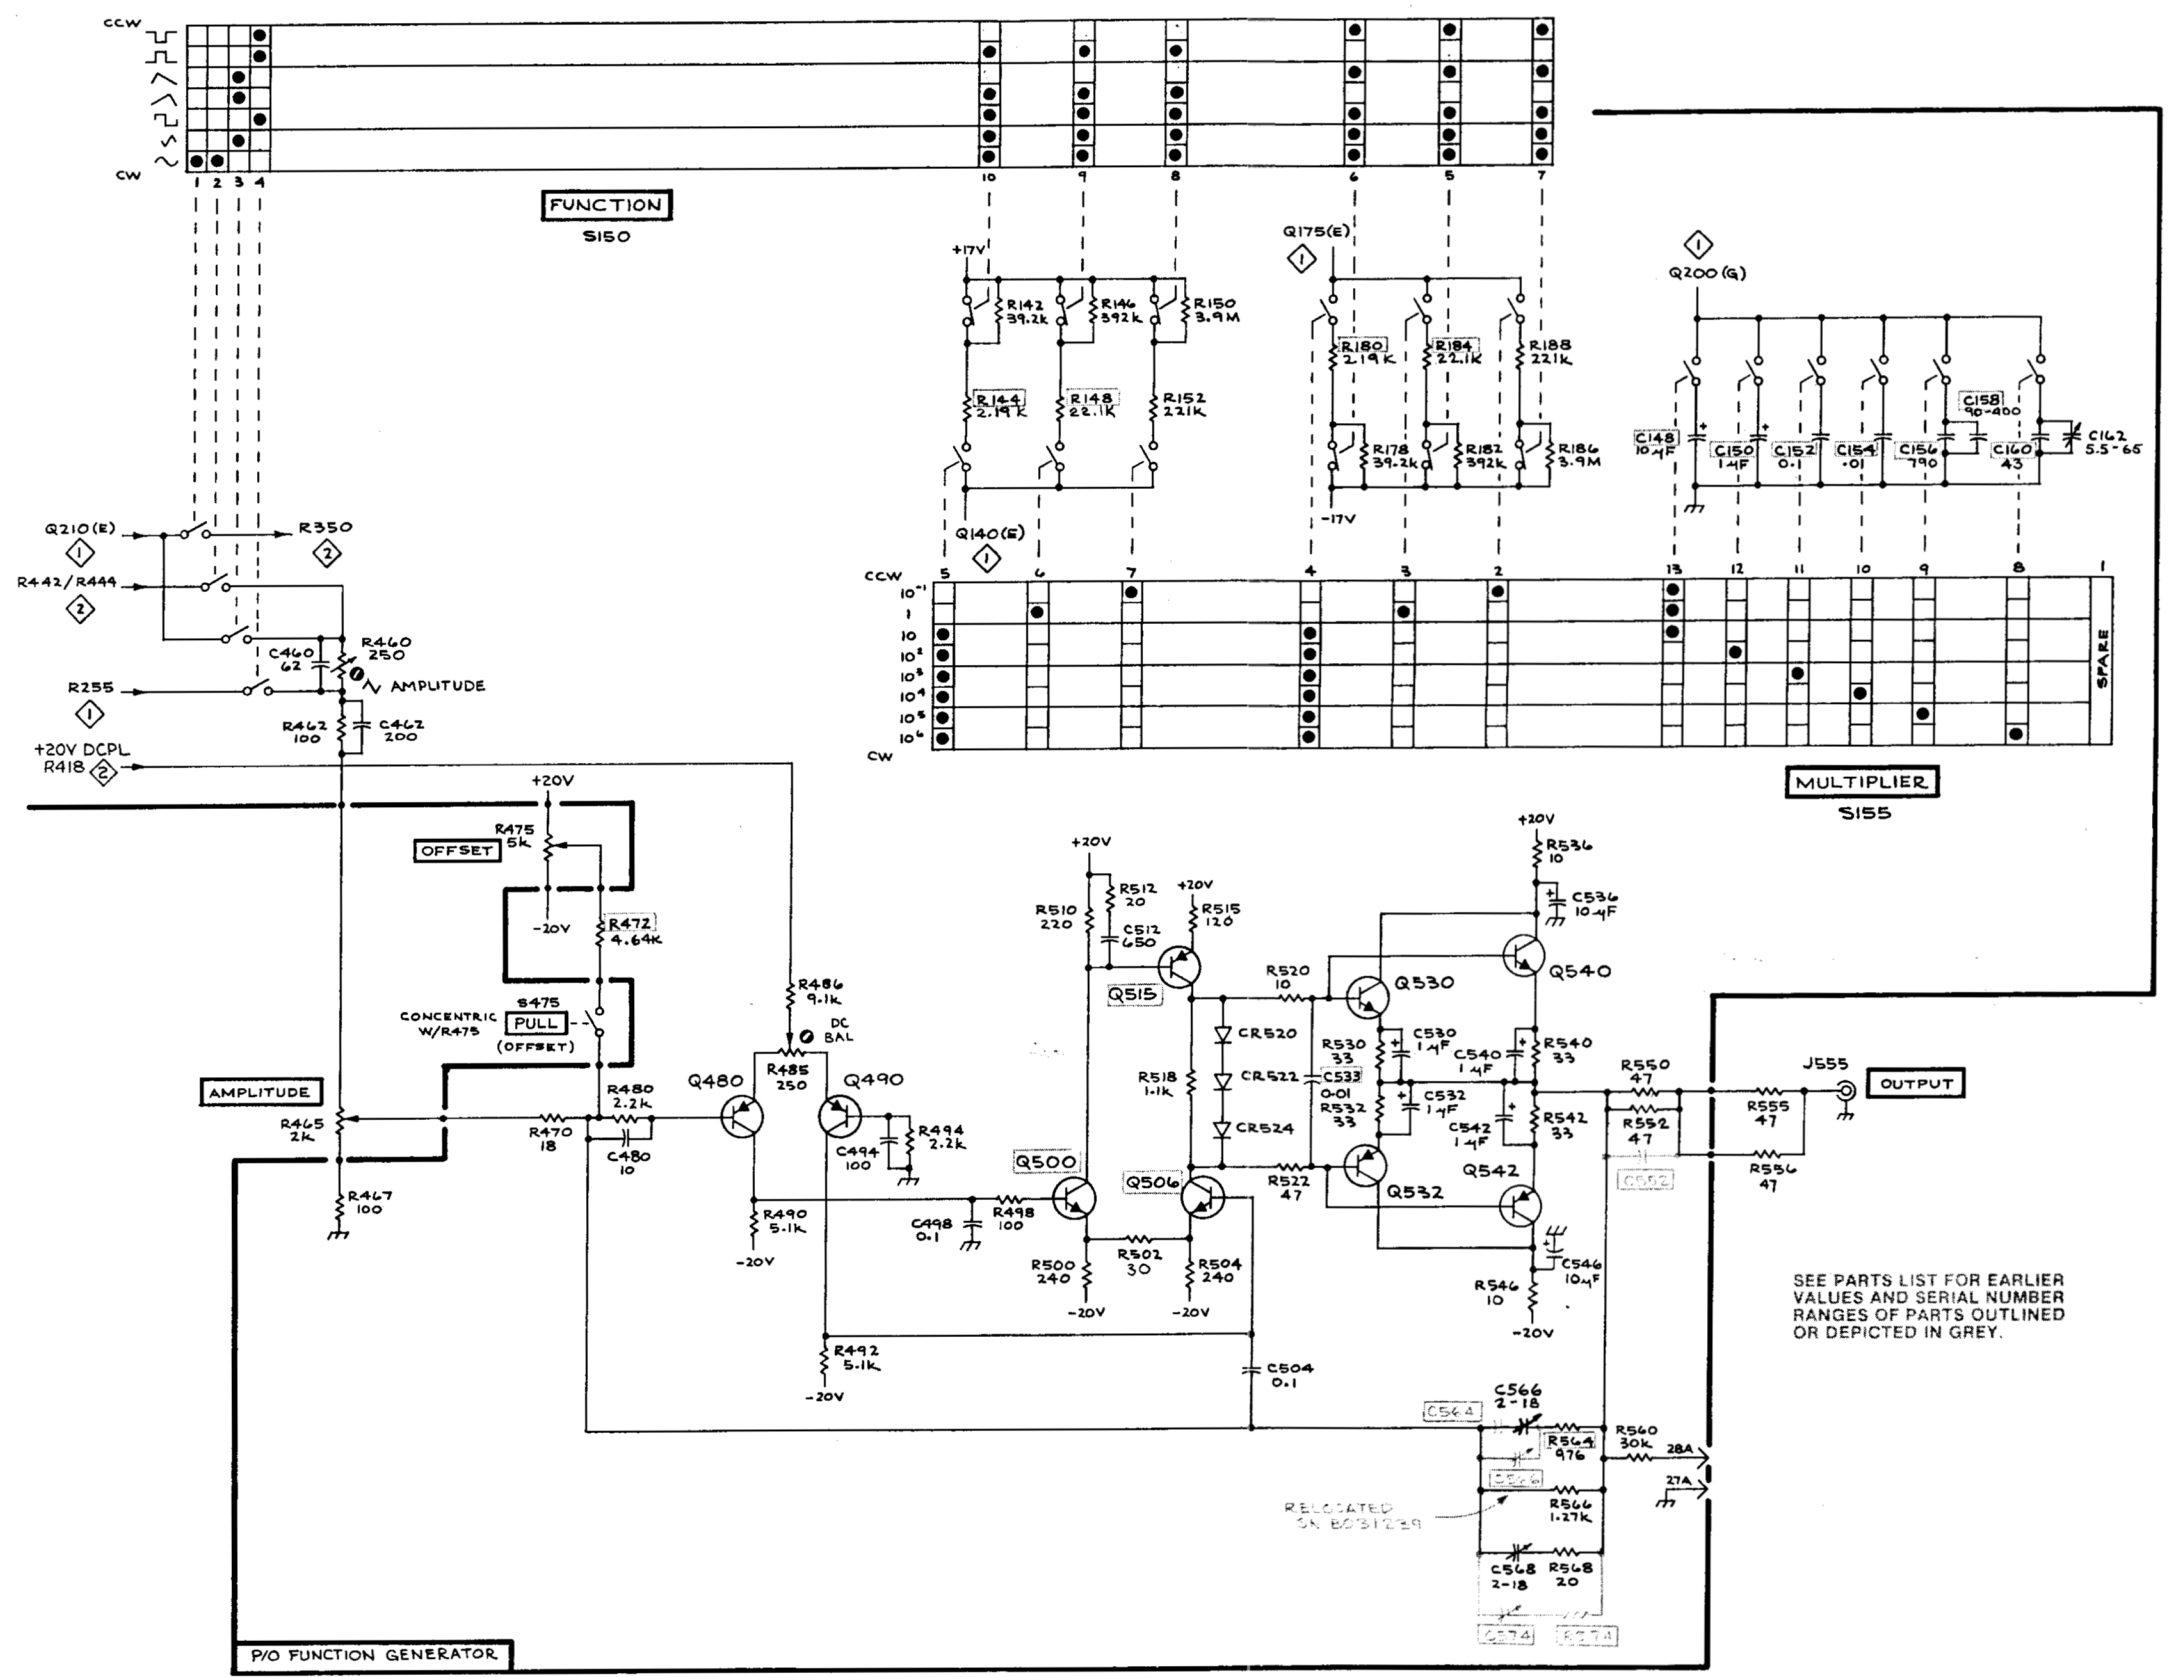 CCW
CW
1 2 3 4 10 9 8 6 5 7
FUNCTION
S150
+17V
R142
39.2K
R146
392K
R150
3.9M
R144
2.19K
R148
22.1K
R152
221K
Q140(E)
1
Q175(E)
1
R180
2.19K
R184
22.1K
R188
221K
R178
39.2K
R182
392K
R186
3.9M
-17V
1
Q200(G)
C148
10µF
C150
1µF
C152
0.1
C154
.01
C156
790
C158
90-400
C160
43
C162
5.5-65
CCW
5 6 7 4 3 2 13 12 11 10 9 8 1
10-1
1
10
10²
10³
10⁴
10⁵
10⁶
CW
SPARE
MULTIPLIER
S155
Q210(E)
1
R350
2
R442/R444
2
C460
62
R460
250
AMPLITUDE
R255
1
R462
100
C462
200
+20V DCPL
R418 2
+20V
R475
5K
OFFSET
-20V
R472
4.64K
S475
CONCENTRIC
W/R475
PULL
(OFFSET)
AMPLITUDE
R465
2K
R467
100
R470
18
R480
2.2K
C480
10
Q480
R486
9.1K
DC
BAL
R485
250
Q490
C494
100
R494
2.2K
R490
5.1K
-20V
R492
5.1K
-20V
C498
0.1
R498
100
Q500
R500
240
-20V
R502
30
R504
240
-20V
Q506
+20V
R510
220
R512
20
C512
650
+20V
R515
120
Q515
R518
1.1K
CR520
CR522
CR524
R520
10
R522
47
C533
0.01
Q530
Q532
R530
33
C530
1µF
R532
33
C532
1µF
+20V
R536
10
C536
10µF
Q540
C540
1µF
R540
33
C542
1µF
R542
33
Q542
C546
10µF
R546
10
-20V
R550
47
R552
47
C552
R555
47
R556
47
J555
OUTPUT
C504
0.1
C564
C566
2-18
R564
976
C566
R560
30K
28A
27A
R566
1.27K
RELOCATED
SN B031239
C568
2-18
R568
20
C574
R574
SEE PARTS LIST FOR EARLIER
VALUES AND SERIAL NUMBER
RANGES OF PARTS OUTLINED
OR DEPICTED IN GREY.
P/O FUNCTION GENERATOR